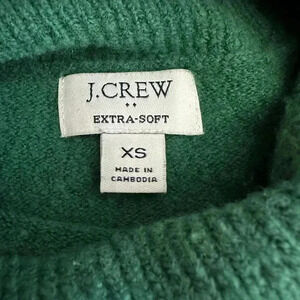 J.CREW
EXTRA-SOFT
XS
MADE IN
CAMBODIA